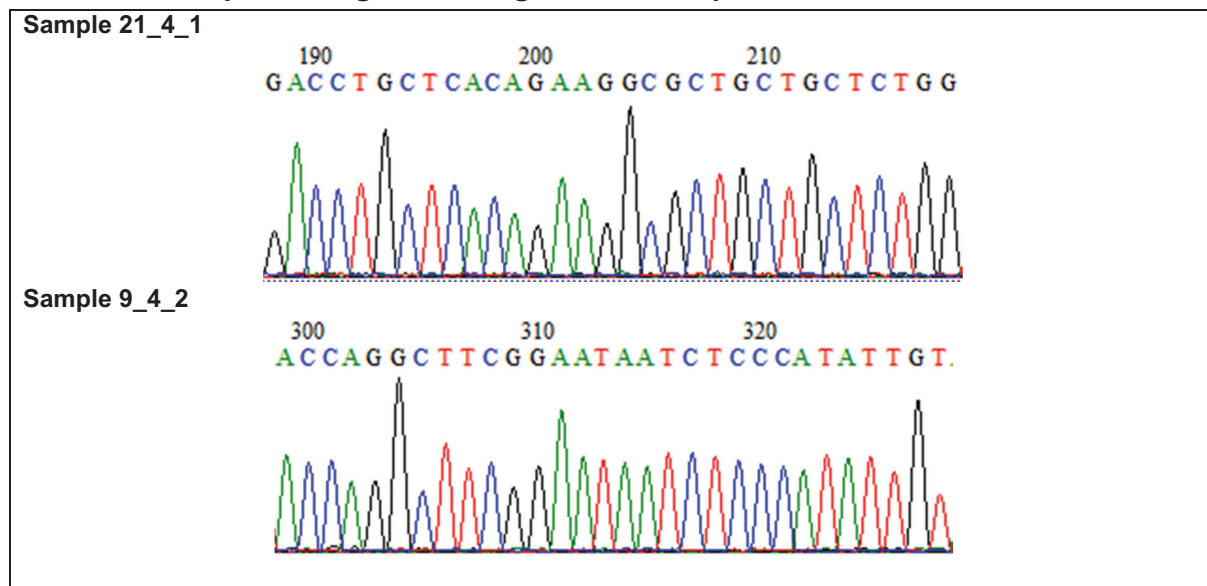 Sample 21_4_1
190 200 210
GACCTGCTCACAGAAGGCGCTGCTGCTCTGG
Sample 9_4_2
300 310 320
ACCAGGCTTCGGAATAATCTCCCATATTGT